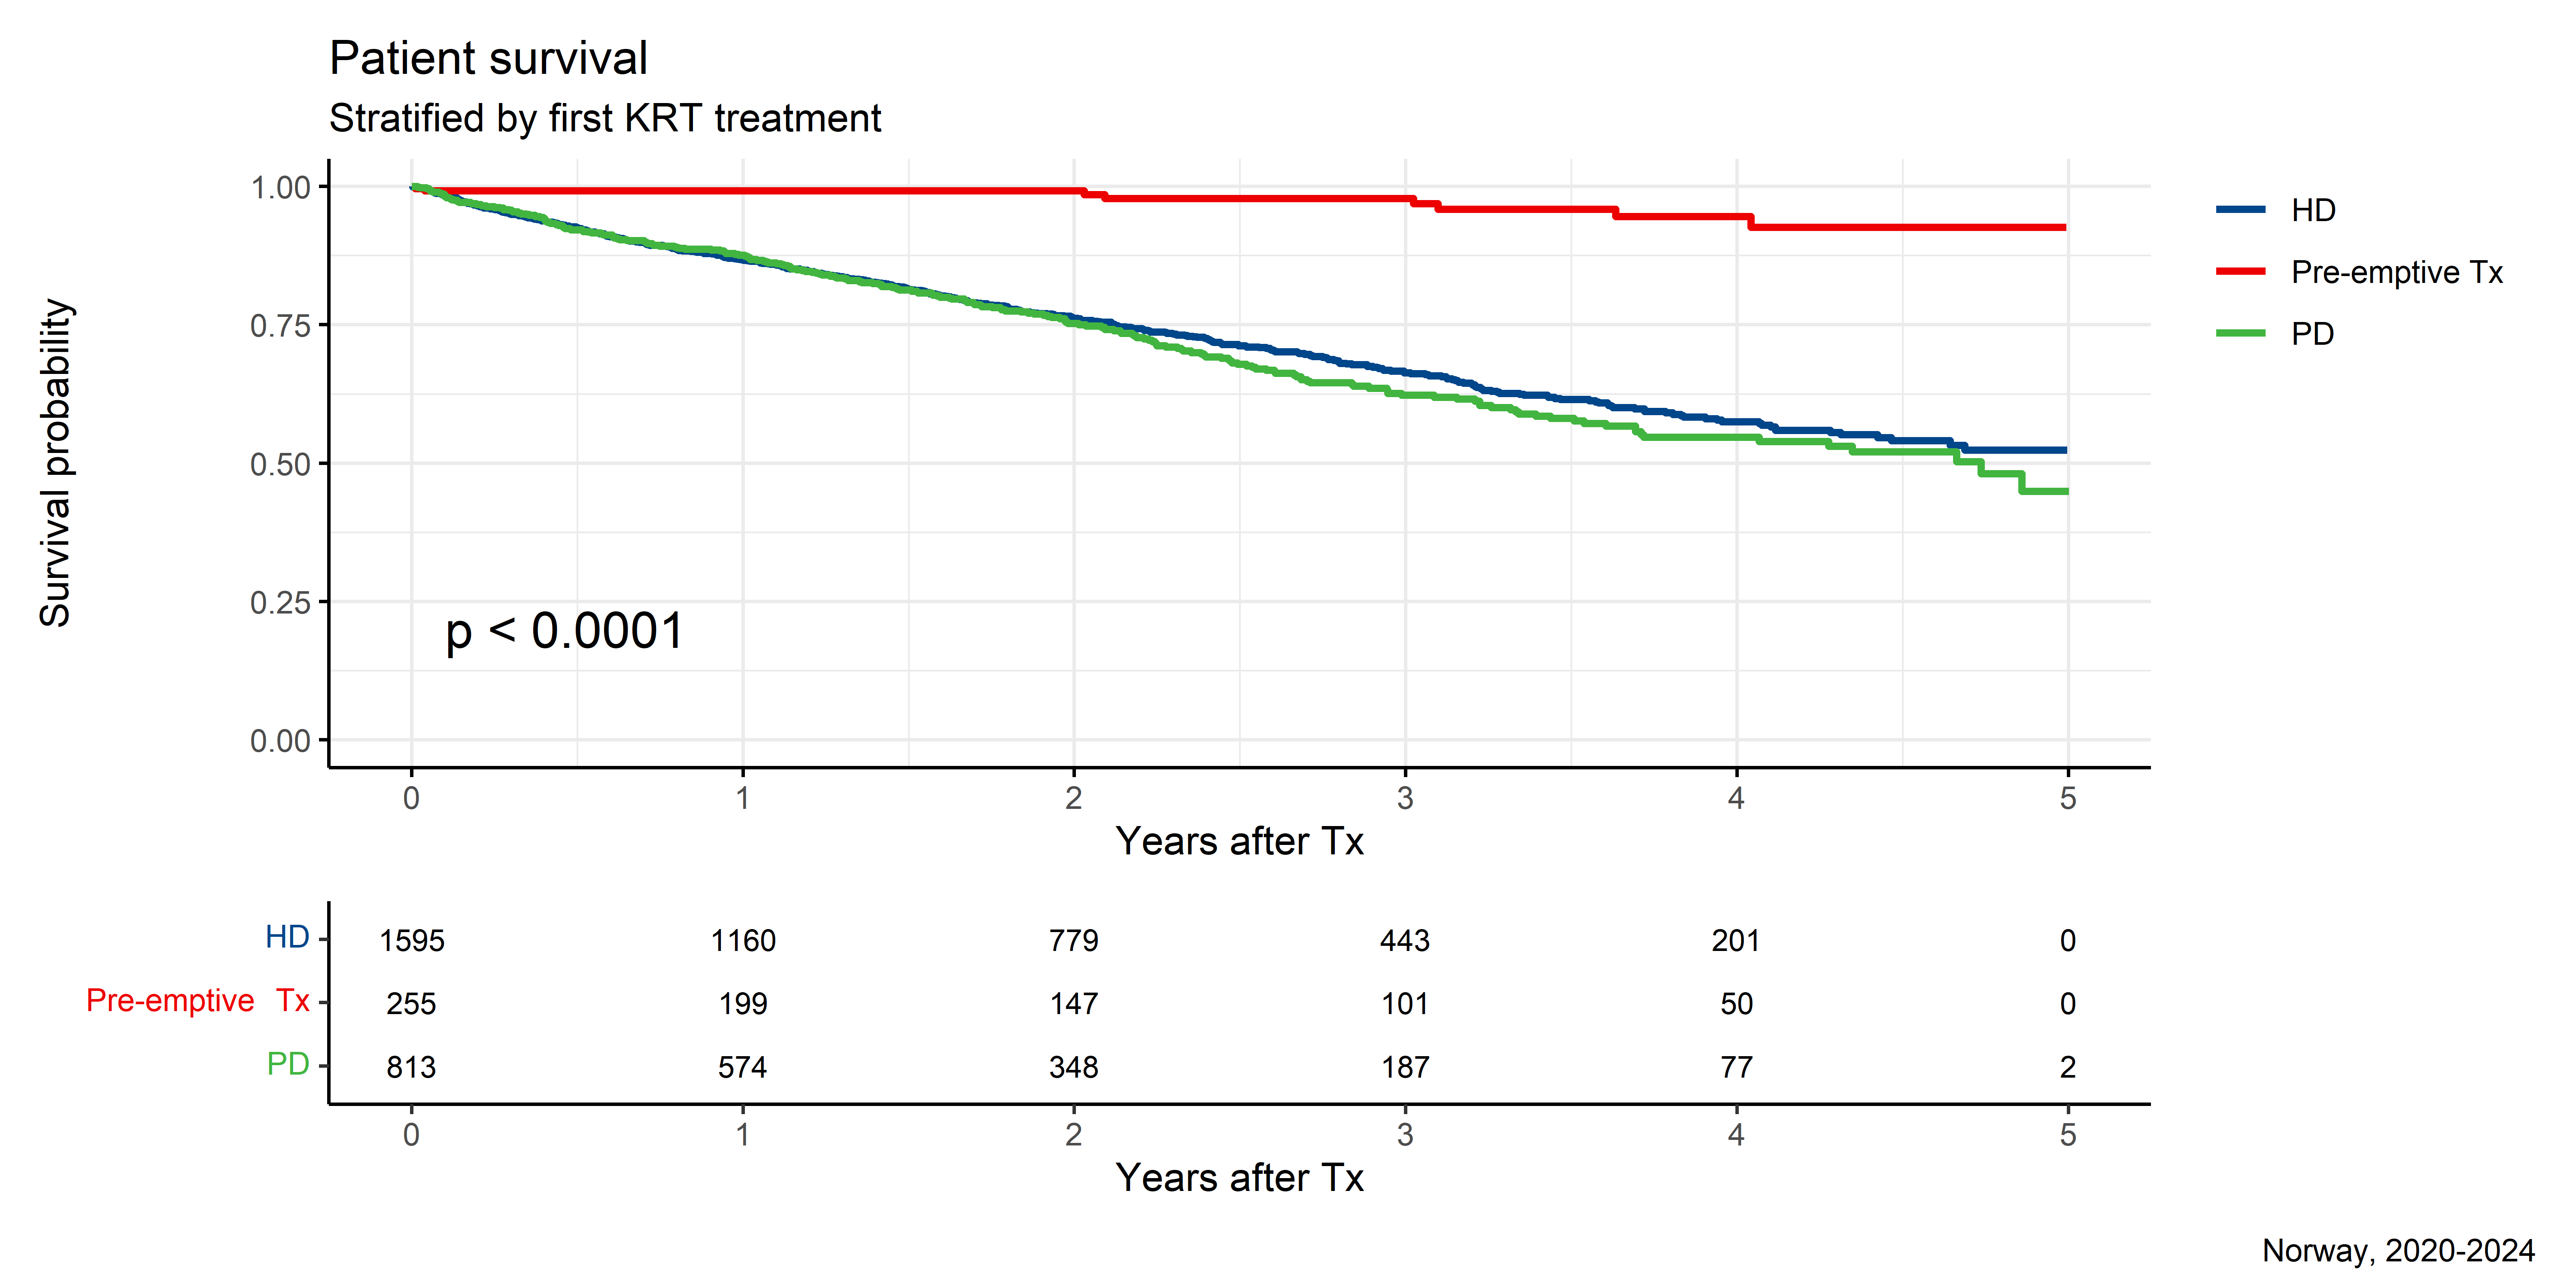 Patient survival
Stratified by first KRT treatment
Survival probability
1.00
0.75
0.50
0.25
0.00
p < 0.0001
HD
Pre-emptive Tx
PD
0 1 2 3 4 5
Years after Tx
HD 1595 1160 779 443 201 0
Pre-emptive Tx 255 199 147 101 50 0
PD 813 574 348 187 77 2
0 1 2 3 4 5
Years after Tx
Norway, 2020-2024